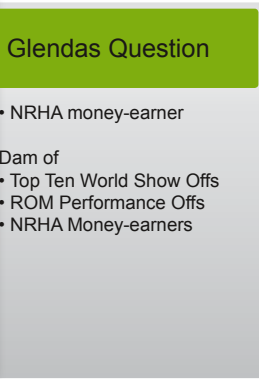 Glendas Question
• NRHA money-earner
Dam of
• Top Ten World Show Offs
• ROM Performance Offs
• NRHA Money-earners